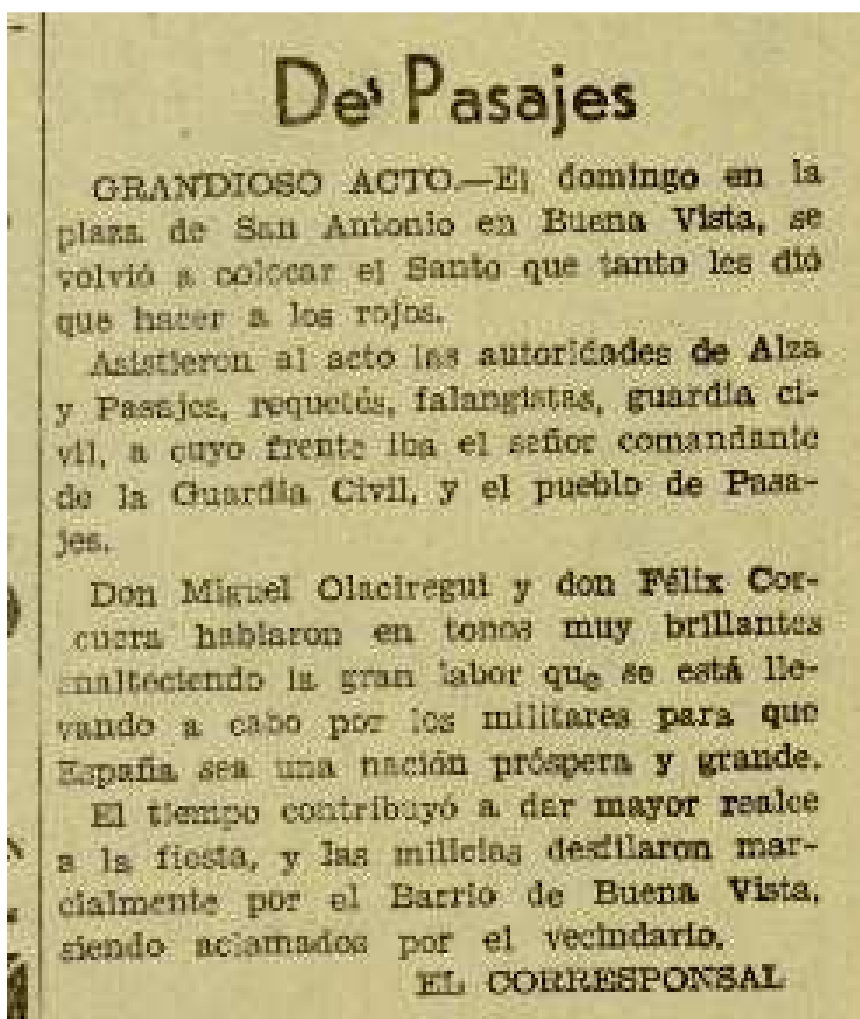 De Pasajes
GRANDIOSO ACTO.—El domingo en la
plaza de San Antonio en Buena Vista, se
volvió a colocar el Santo que tanto les dió
que hacer a los rojos.
Asistieron al acto las autoridades de Alza
y Pasajes, requetés, falangistas, guardia ci-
vil, a cuyo frente iba el señor comandante
de la Guardia Civil, y el pueblo de Pasa-
jes.
Don Miguel Olaciregui y don Félix Cor-
cuera hablaron en tonos muy brillantes
enalteciendo la gran labor que se está lle-
vando a cabo por los militares para que
España sea una nación próspera y grande.
El tiempo contribuyó a dar mayor realce
a la fiesta, y las milicias desfilaron mar-
cialmente por el Barrio de Buena Vista,
siendo aclamados por el vecindario.
EL CORRESPONSAL